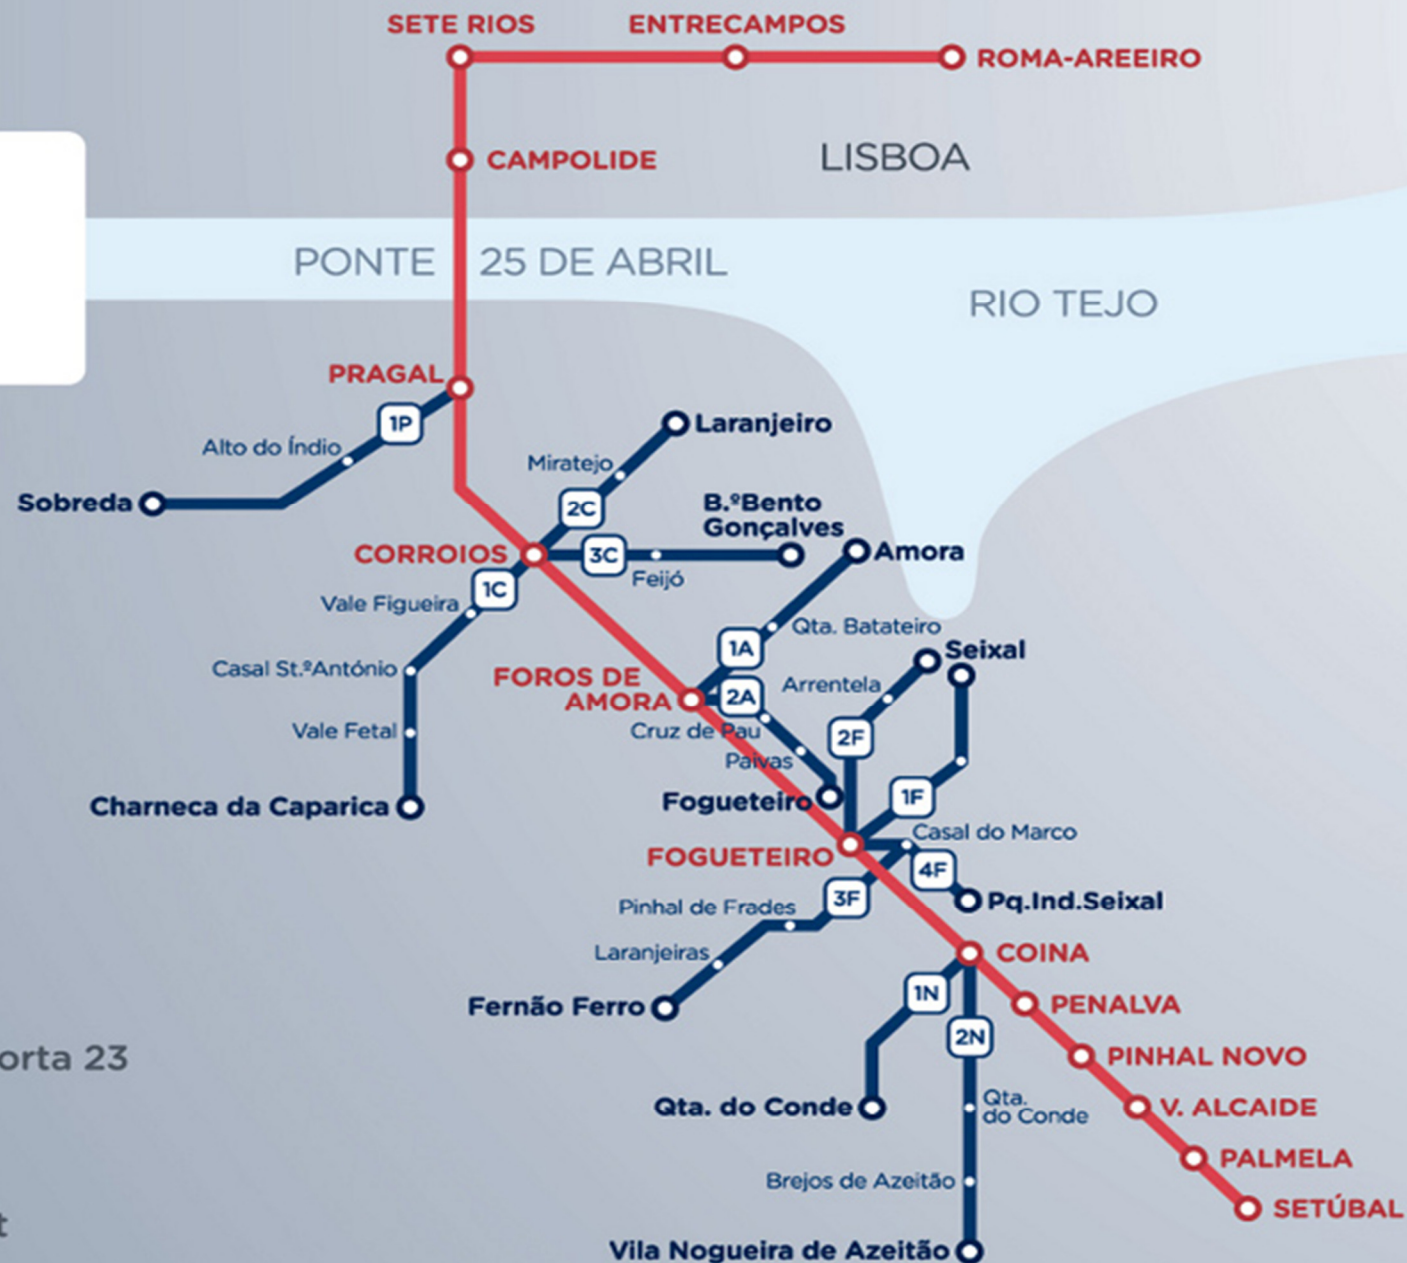 SETE RIOS
ENTRECAMPOS
ROMA-AREEIRO
CAMPOLIDE
LISBOA
PONTE 25 DE ABRIL
RIO TEJO
PRAGAL
1P
Alto do Índio
Sobreda
Laranjeiro
Miratejo
2C
B.ºBento
Gonçalves
CORROIOS
3C
Feijó
Amora
1C
Vale Figueira
Casal St.ºAntónio
Vale Fetal
Charneca da Caparica
Qta. Batateiro
1A
FOROS DE
AMORA
2A
Cruz de Pau
Paivas
Fogueteiro
Seixal
Arrentela
2F
1F
FOGUETEIRO
Casal do Marco
4F
Pq.Ind.Seixal
3F
Pinhal de Frades
Laranjeiras
Fernão Ferro
COINA
1N
2N
PENALVA
PINHAL NOVO
orta 23
Qta. do Conde
Qta.
do Conde
V. ALCAIDE
PALMELA
Brejos de Azeitão
SETÚBAL
t
Vila Nogueira de Azeitão